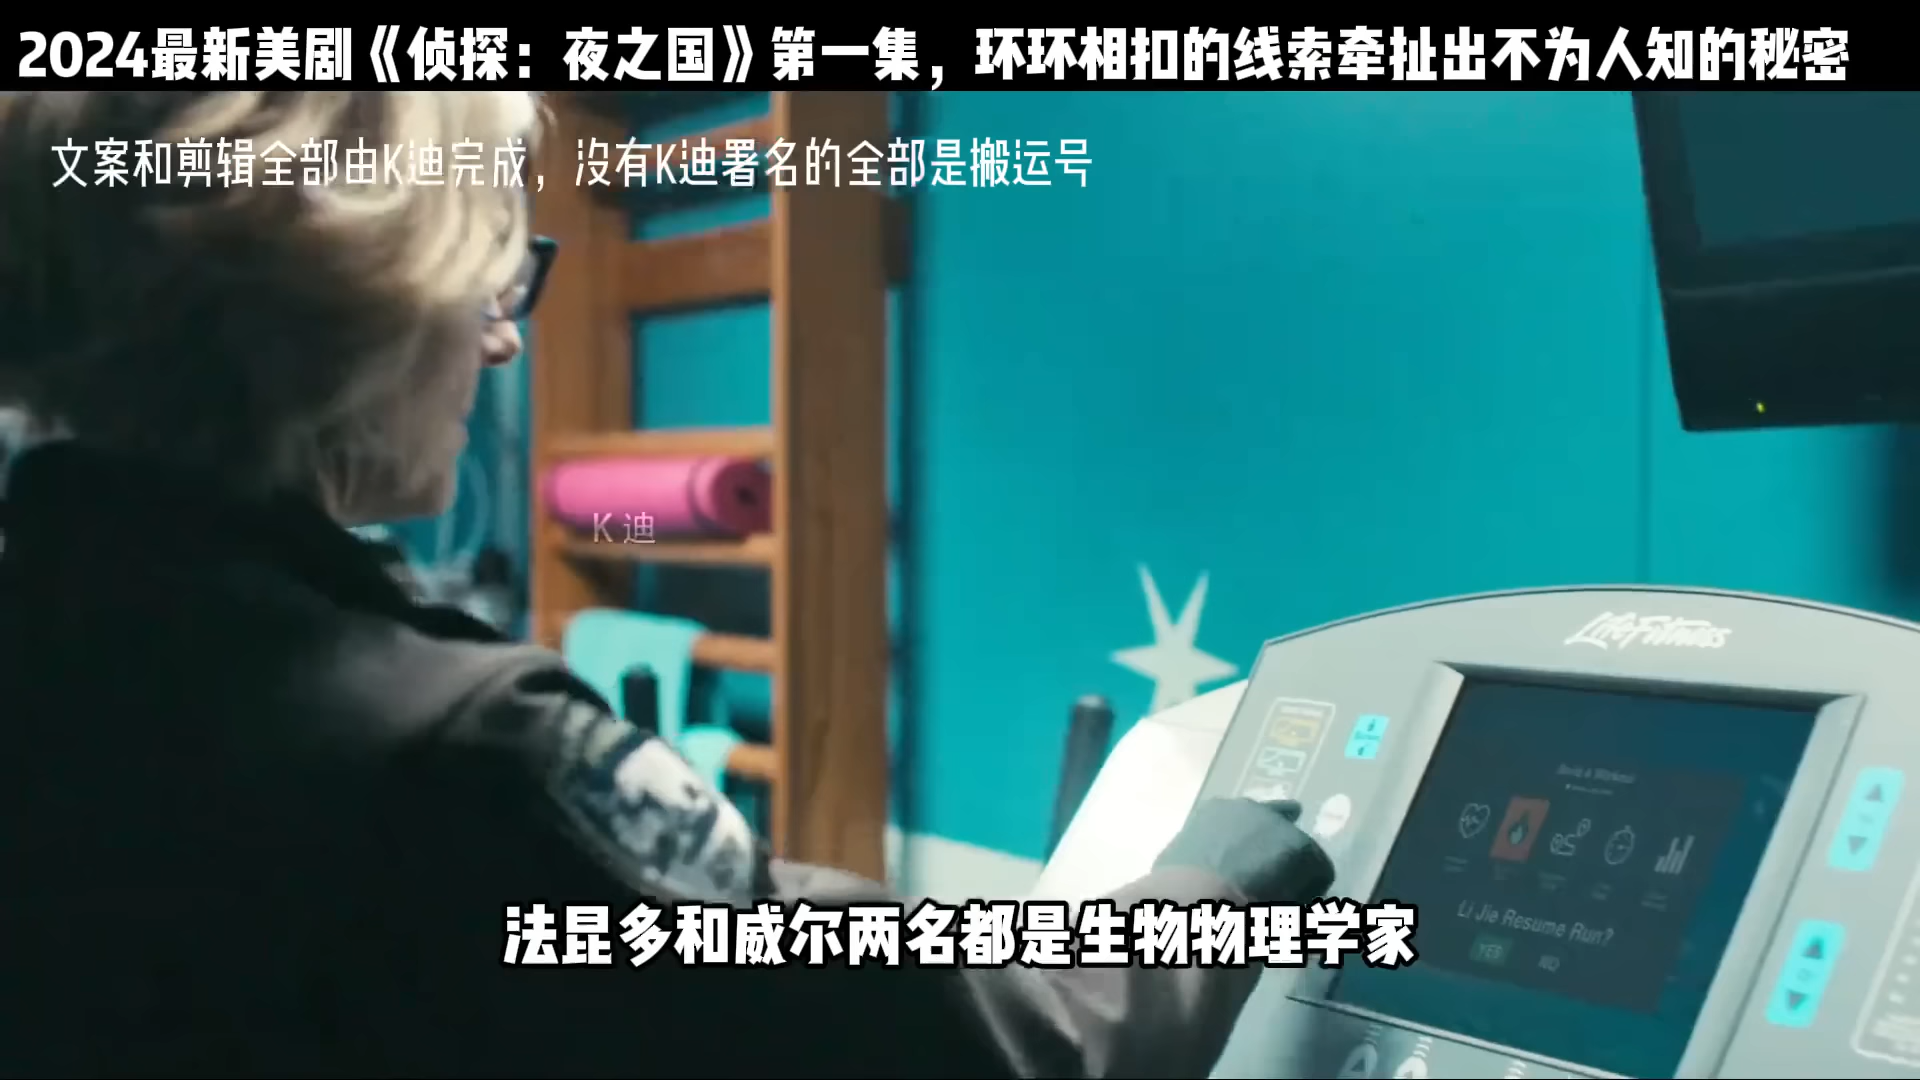 2024最新美剧《侦探：夜之国》第一集，环环相扣的线索牵扯出不为人知的秘密
文案和剪辑全部由K迪完成，没有K迪署名的全部是搬运号
K迪
LifeFitness
Li Jie Resume Run?
YES
NO
法昆多和威尔两名都是生物物理学家